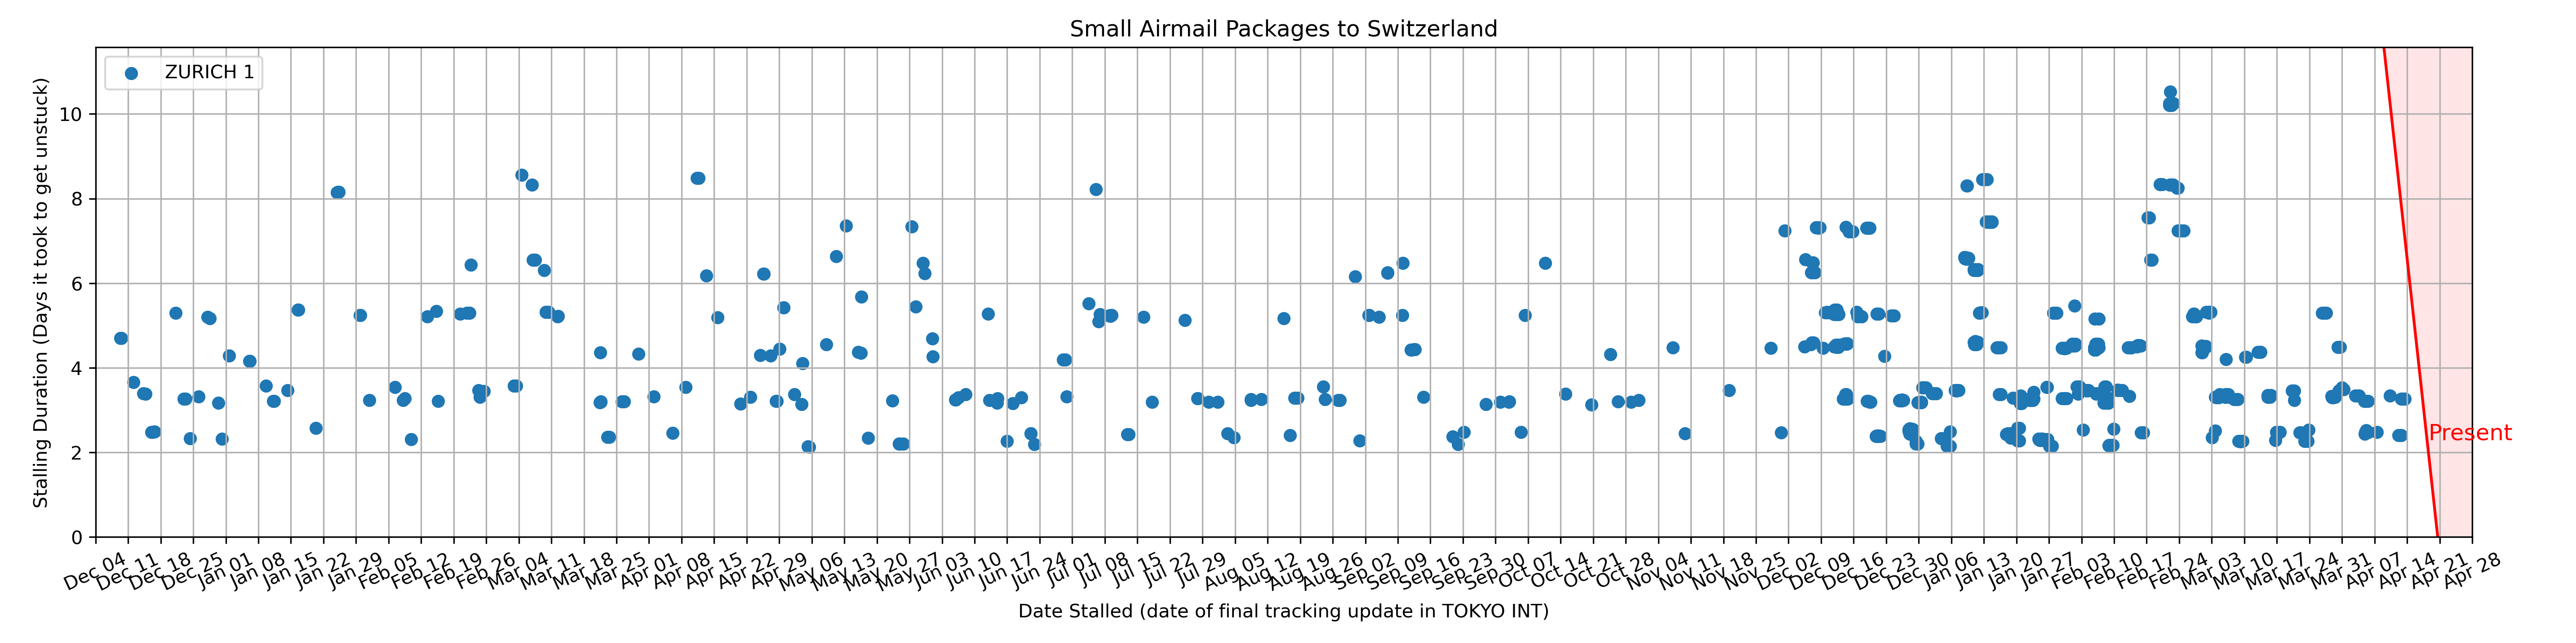 Small Airmail Packages to Switzerland
ZURICH 1
Stalling Duration (Days it took to get unstuck)
10
8
6
4
2
0
Present
Dec 04
Dec 11
Dec 18
Dec 25
Jan 01
Jan 08
Jan 15
Jan 22
Jan 29
Feb 05
Feb 12
Feb 19
Feb 26
Mar 04
Mar 11
Mar 18
Mar 25
Apr 01
Apr 08
Apr 15
Apr 22
Apr 29
May 06
May 13
May 20
May 27
Jun 03
Jun 10
Jun 17
Jun 24
Jul 01
Jul 08
Jul 15
Jul 22
Jul 29
Aug 05
Aug 12
Aug 19
Aug 26
Sep 02
Sep 09
Sep 16
Sep 23
Sep 30
Oct 07
Oct 14
Oct 21
Oct 28
Nov 04
Nov 11
Nov 18
Nov 25
Dec 02
Dec 09
Dec 16
Dec 23
Dec 30
Jan 06
Jan 13
Jan 20
Jan 27
Feb 03
Feb 10
Feb 17
Feb 24
Mar 03
Mar 10
Mar 17
Mar 24
Mar 31
Apr 07
Apr 14
Apr 21
Apr 28
Date Stalled (date of final tracking update in TOKYO INT)